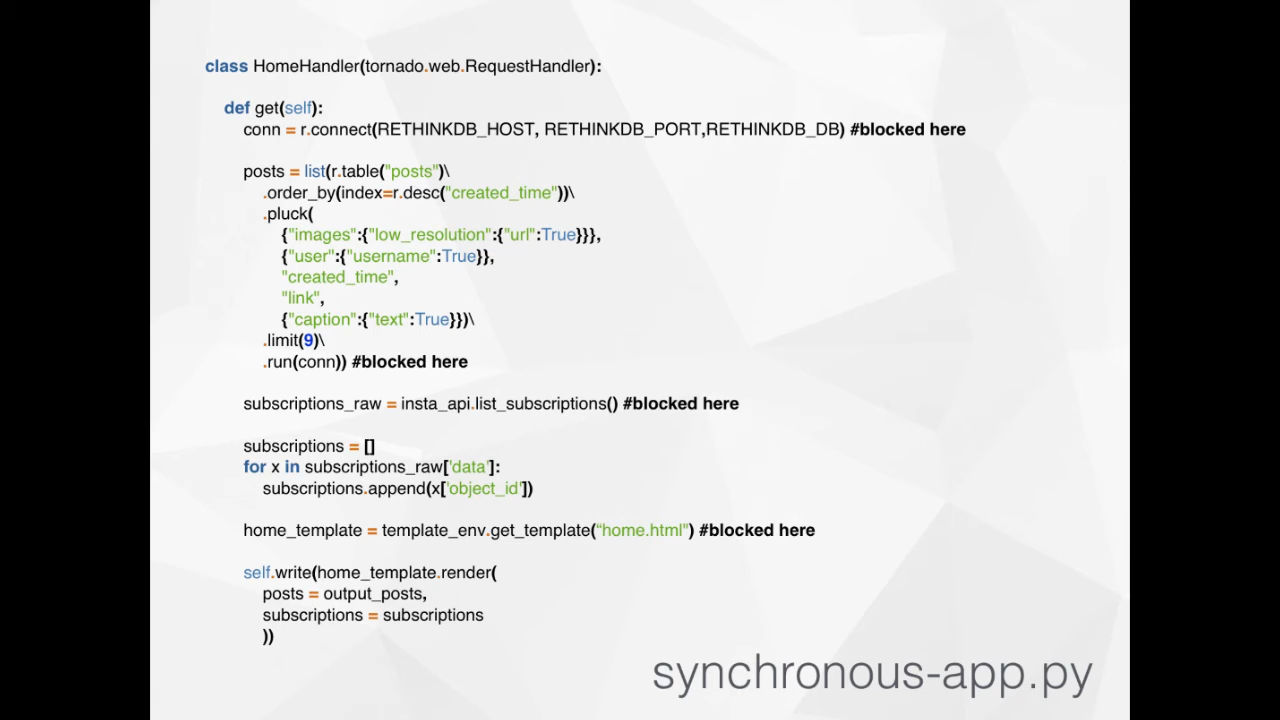 class HomeHandler(tornado.web.RequestHandler):
def get(self):
conn = r.connect(RETHINKDB_HOST, RETHINKDB_PORT,RETHINKDB_DB) #blocked here
posts = list(r.table("posts")\
.order_by(index=r.desc("created_time"))\
.pluck(
{"images":{"low_resolution":{"url":True}}},
{"user":{"username":True}},
"created_time",
"link",
{"caption":{"text":True}})\
.limit(9)\
.run(conn)) #blocked here
subscriptions_raw = insta_api.list_subscriptions() #blocked here
subscriptions = []
for x in subscriptions_raw['data']:
subscriptions.append(x['object_id'])
home_template = template_env.get_template(“home.html") #blocked here
self.write(home_template.render(
posts = output_posts,
subscriptions = subscriptions
))
synchronous-app.py